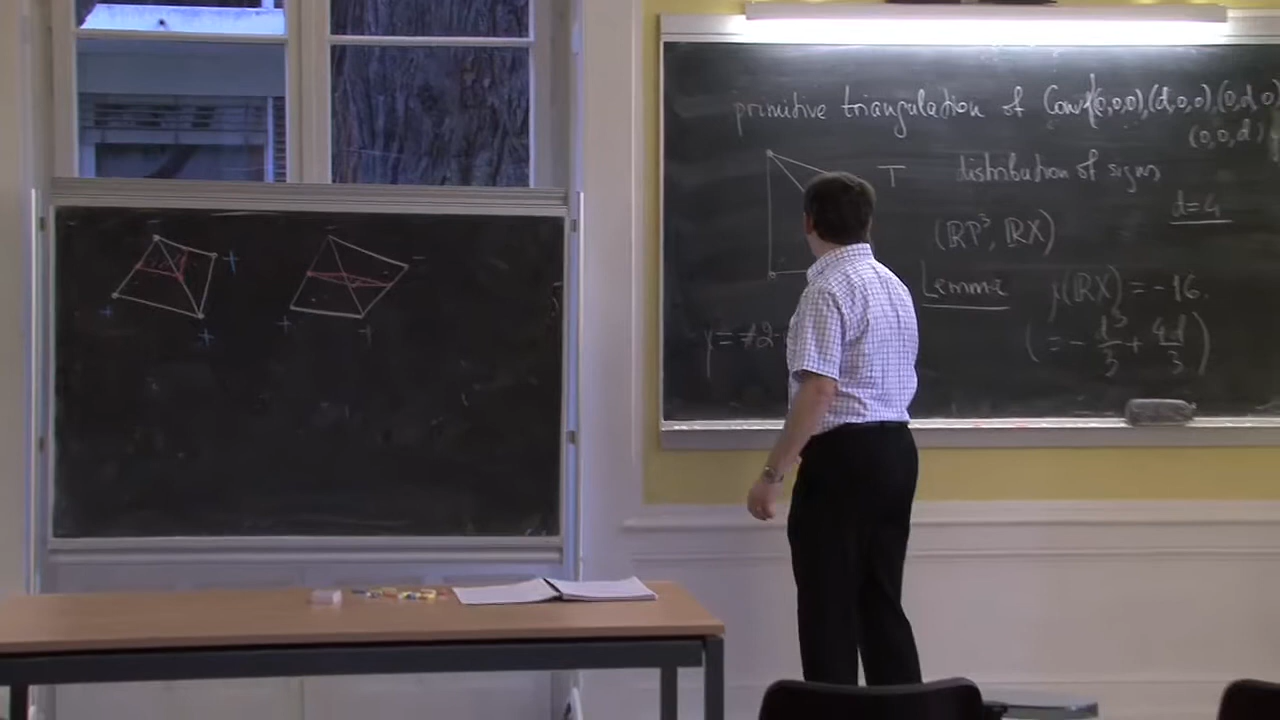 primitive triangulation of Conv{(0,0,0),(d,0,0),(0,d,0)
(0,0,d)}
T distribution of signs
d=4
(ℝP³, ℝX)
Lemme χ(ℝX) = -16.
(= -d³/3 + 4d/3)
- +
+ +
- -
+ +